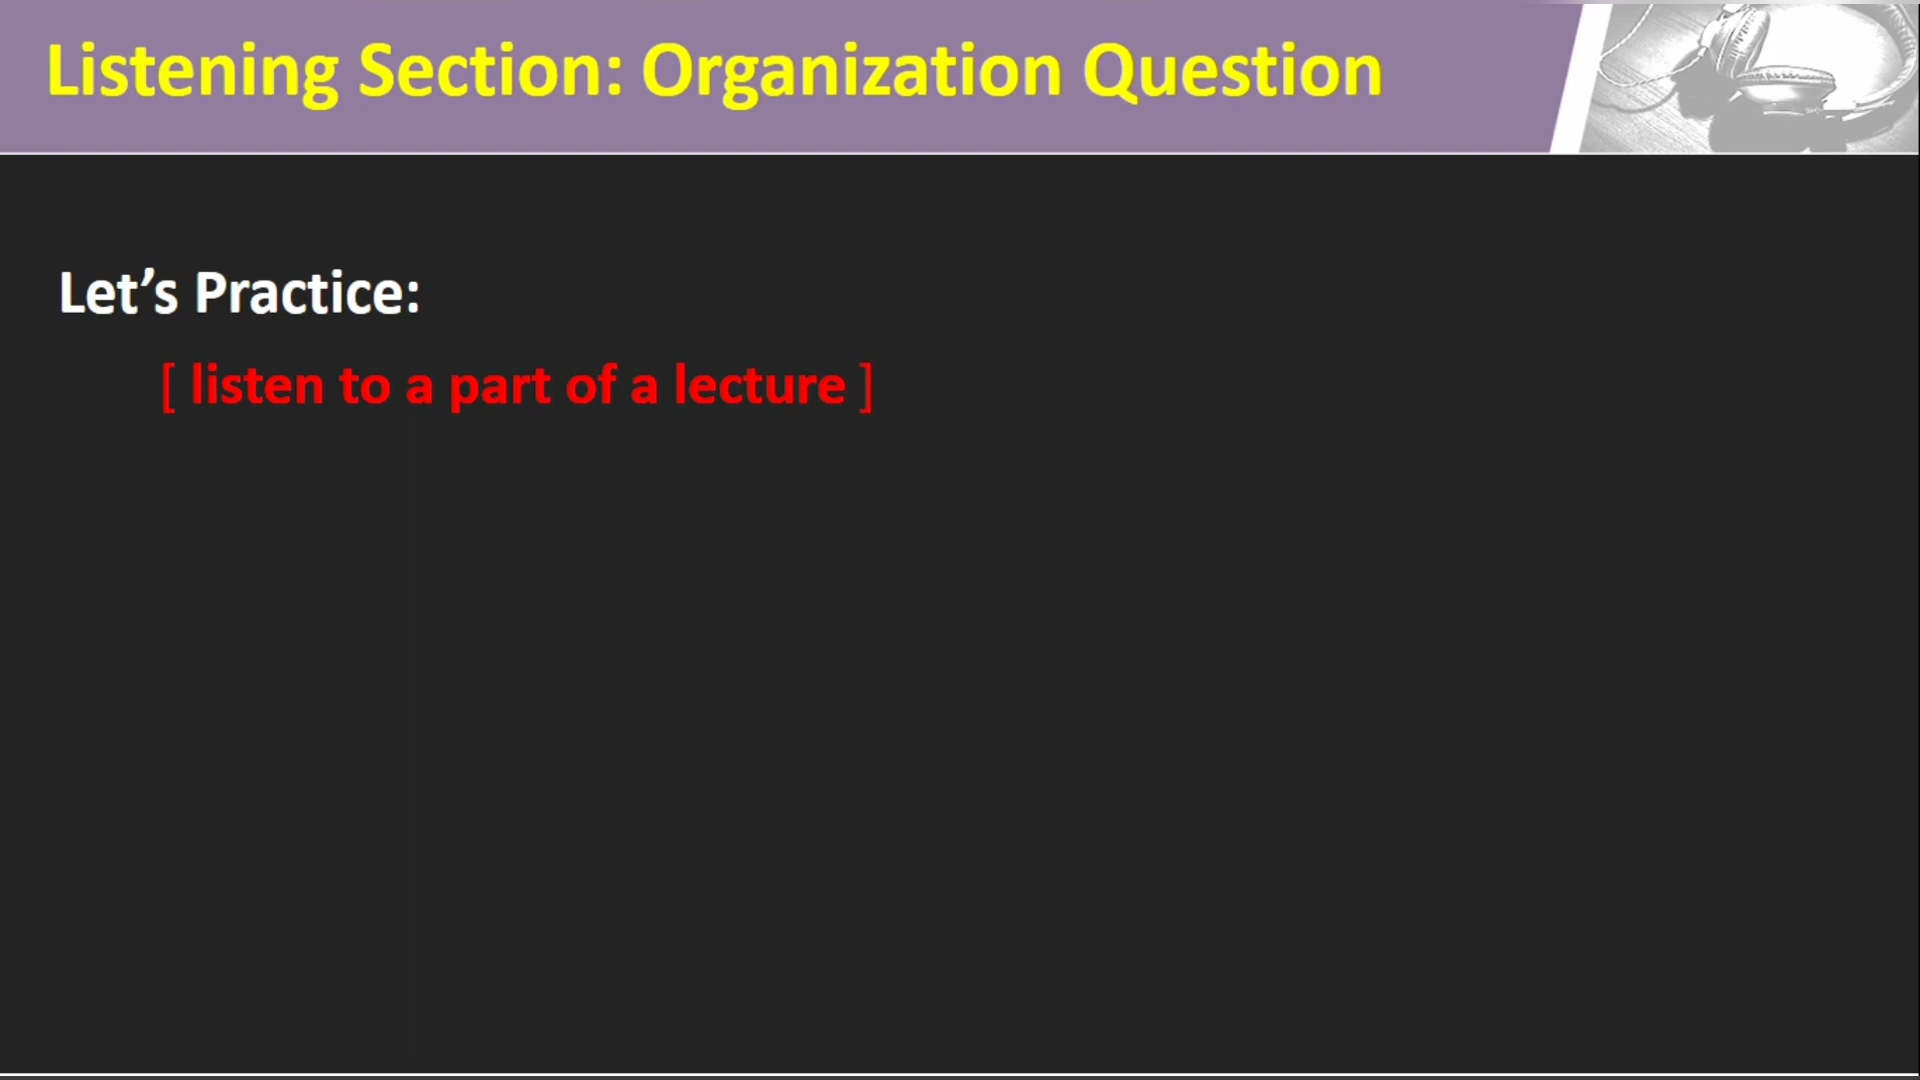 Listening Section: Organization Question
Let’s Practice:
[ listen to a part of a lecture ]